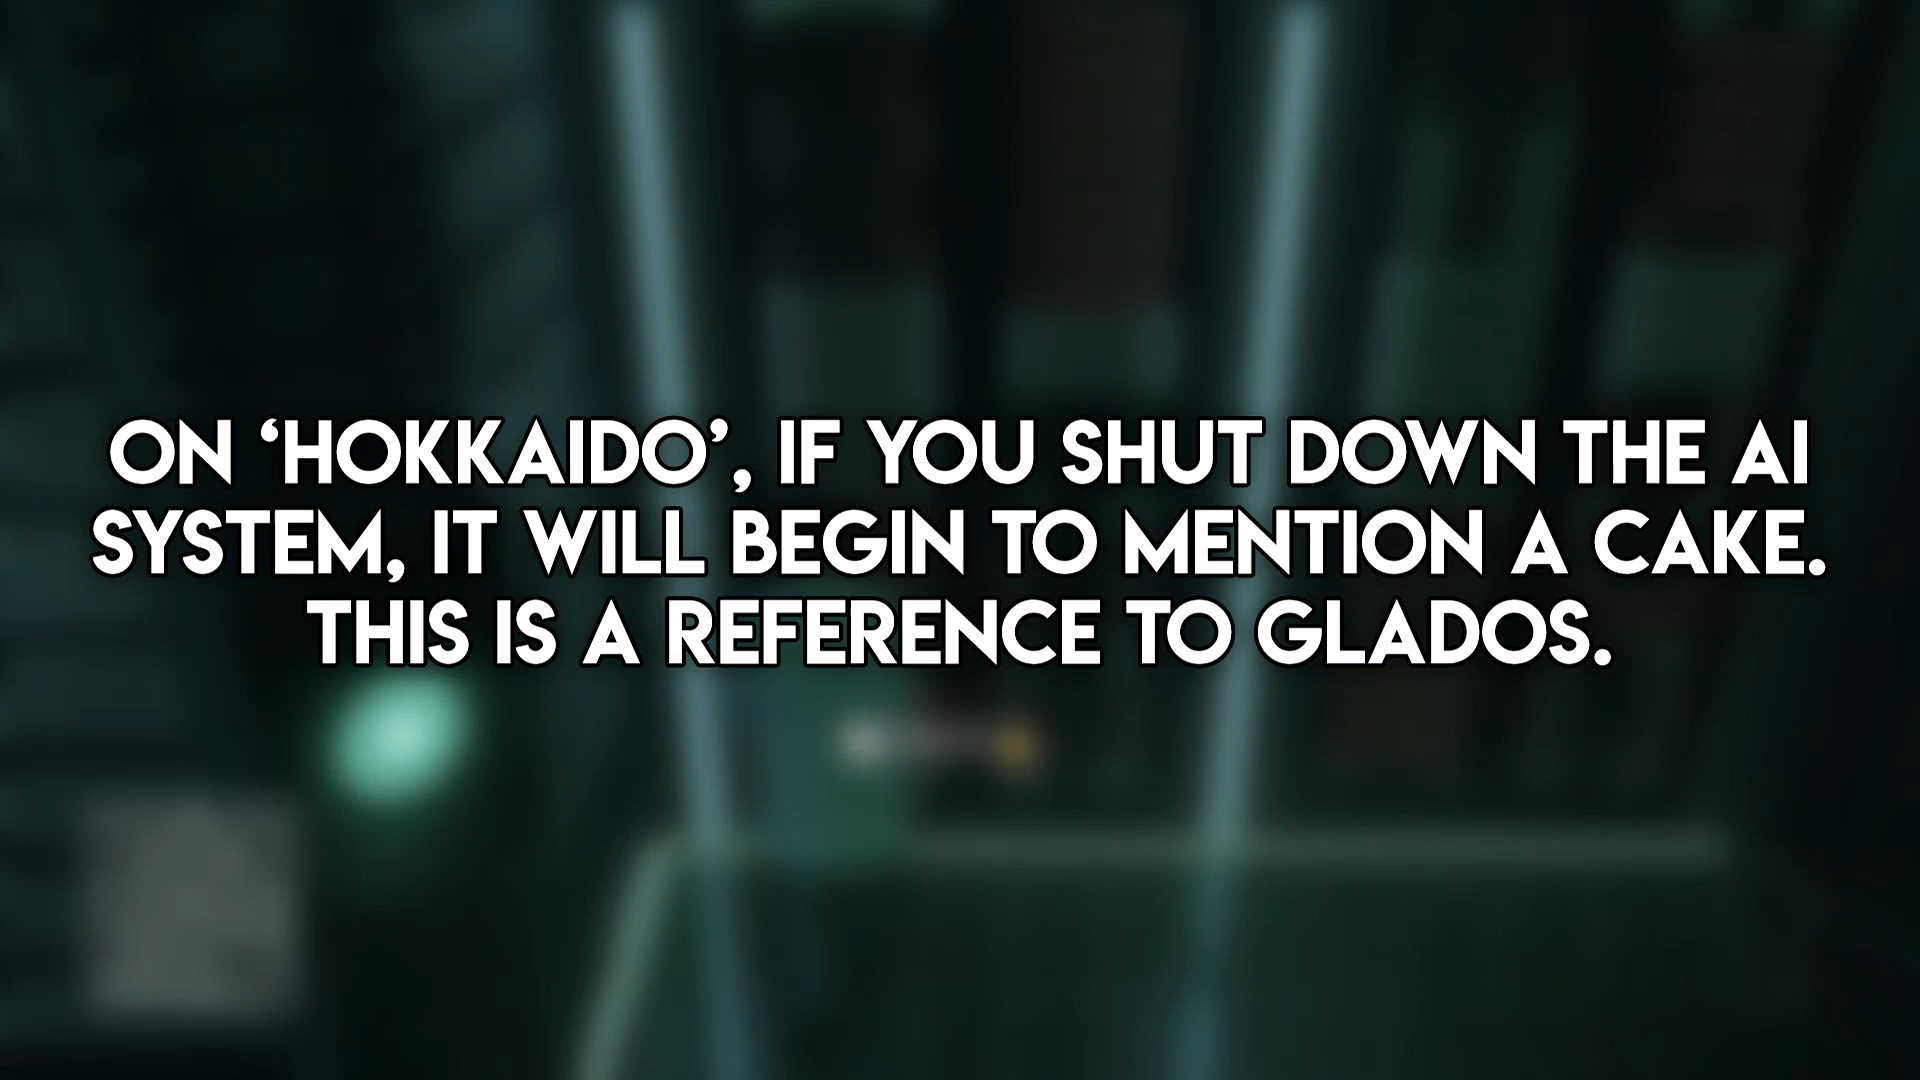 ON ‘HOKKAIDO’, IF YOU SHUT DOWN THE AI
SYSTEM, IT WILL BEGIN TO MENTION A CAKE.
THIS IS A REFERENCE TO GLADOS.